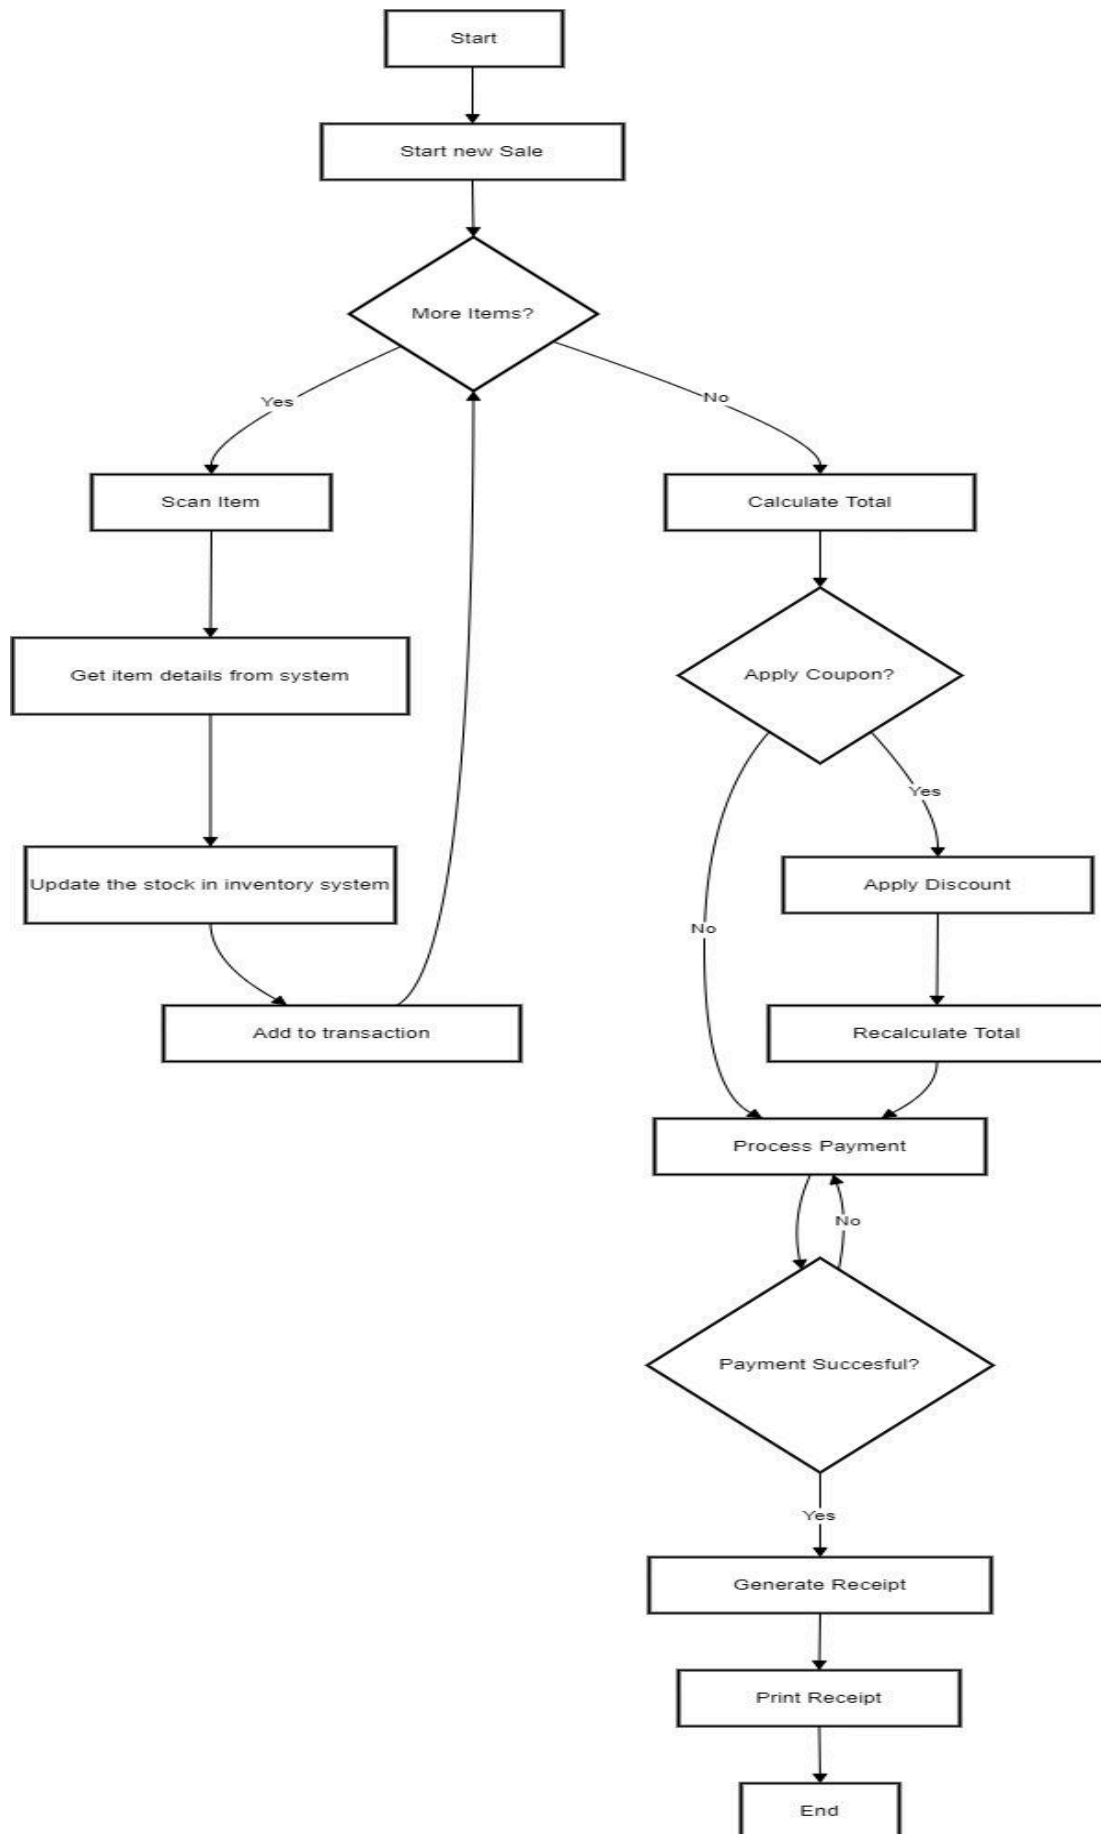 Start
Start new Sale
More Items?
Yes
No
Scan Item
Calculate Total
Get item details from system
Apply Coupon?
Yes
Update the stock in inventory system
Apply Discount
No
Add to transaction
Recalculate Total
Process Payment
No
Payment Succesful?
Yes
Generate Receipt
Print Receipt
End